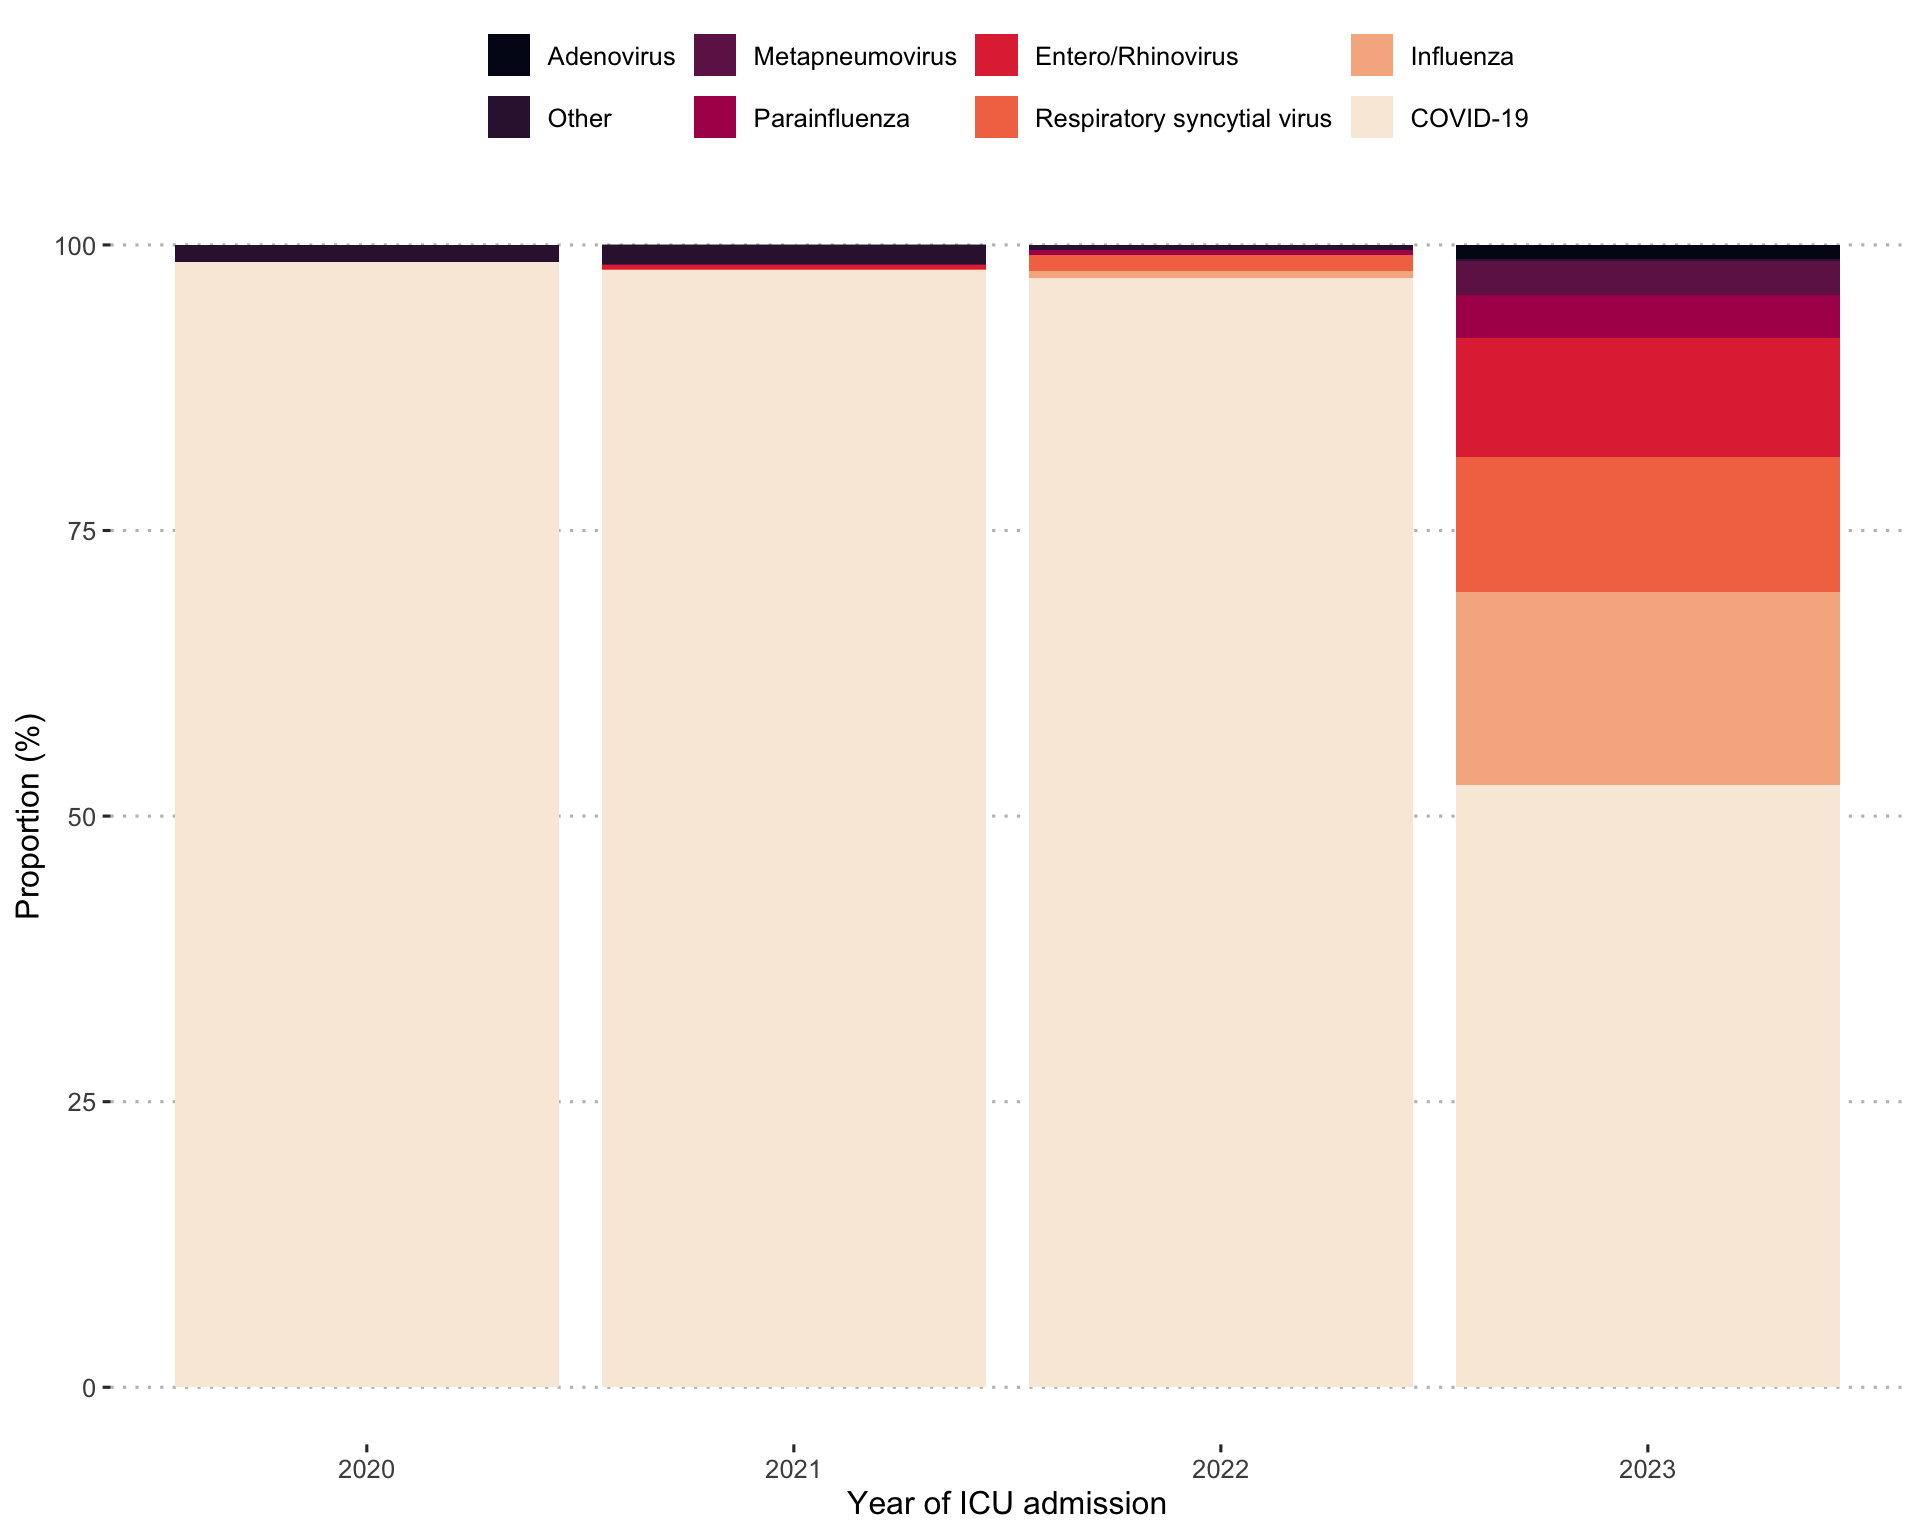 Adenovirus Metapneumovirus Entero/Rhinovirus Influenza
Other Parainfluenza Respiratory syncytial virus COVID-19
100
75
50
25
0
Proportion (%)
2020 2021 2022 2023
Year of ICU admission